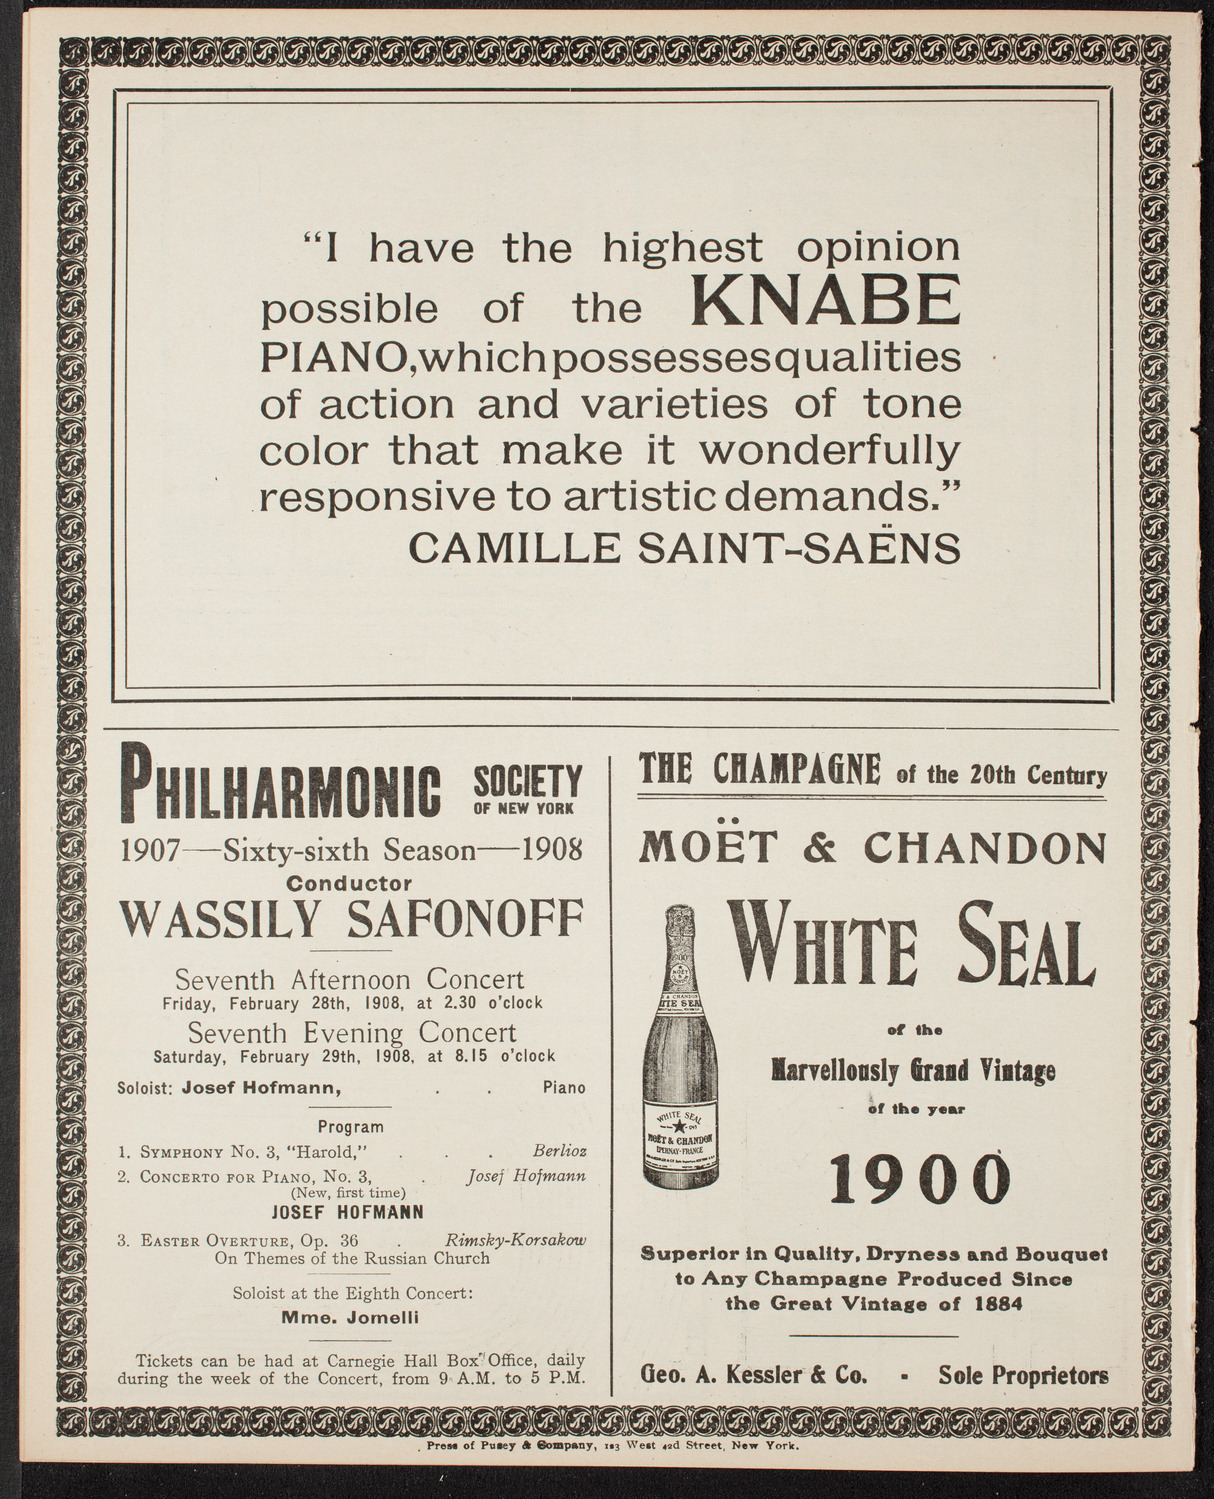 “I have the highest opinion
possible of the KNABE
PIANO, which possesses qualities
of action and varieties of tone
color that make it wonderfully
responsive to artistic demands.”
CAMILLE SAINT-SAËNS
PHILHARMONIC SOCIETY
OF NEW YORK
1907—Sixty-sixth Season—1908
Conductor
WASSILY SAFONOFF
Seventh Afternoon Concert
Friday, February 28th, 1908, at 2.30 o'clock
Seventh Evening Concert
Saturday, February 29th, 1908, at 8.15 o'clock
Soloist: Josef Hofmann, . . Piano
Program
1. SYMPHONY NO. 3, “Harold,” . . . Berlioz
2. CONCERTO FOR PIANO, NO. 3, . Josef Hofmann
(New, first time)
JOSEF HOFMANN
3. EASTER OVERTURE, Op. 36 . Rimsky-Korsakow
On Themes of the Russian Church
Soloist at the Eighth Concert:
Mme. Jomelli
Tickets can be had at Carnegie Hall Box Office, daily
during the week of the Concert, from 9 A.M. to 5 P.M.
THE CHAMPAGNE of the 20th Century
MOËT & CHANDON
WHITE SEAL
of the
Marvellously Grand Vintage
of the year
1900
WHITE SEAL
MOËT & CHANDON
EPERNAY-FRANCE
Superior in Quality, Dryness and Bouquet
to Any Champagne Produced Since
the Great Vintage of 1884
Geo. A. Kessler & Co. - Sole Proprietors
Press of Pusey & Company, 123 West 42d Street, New York.